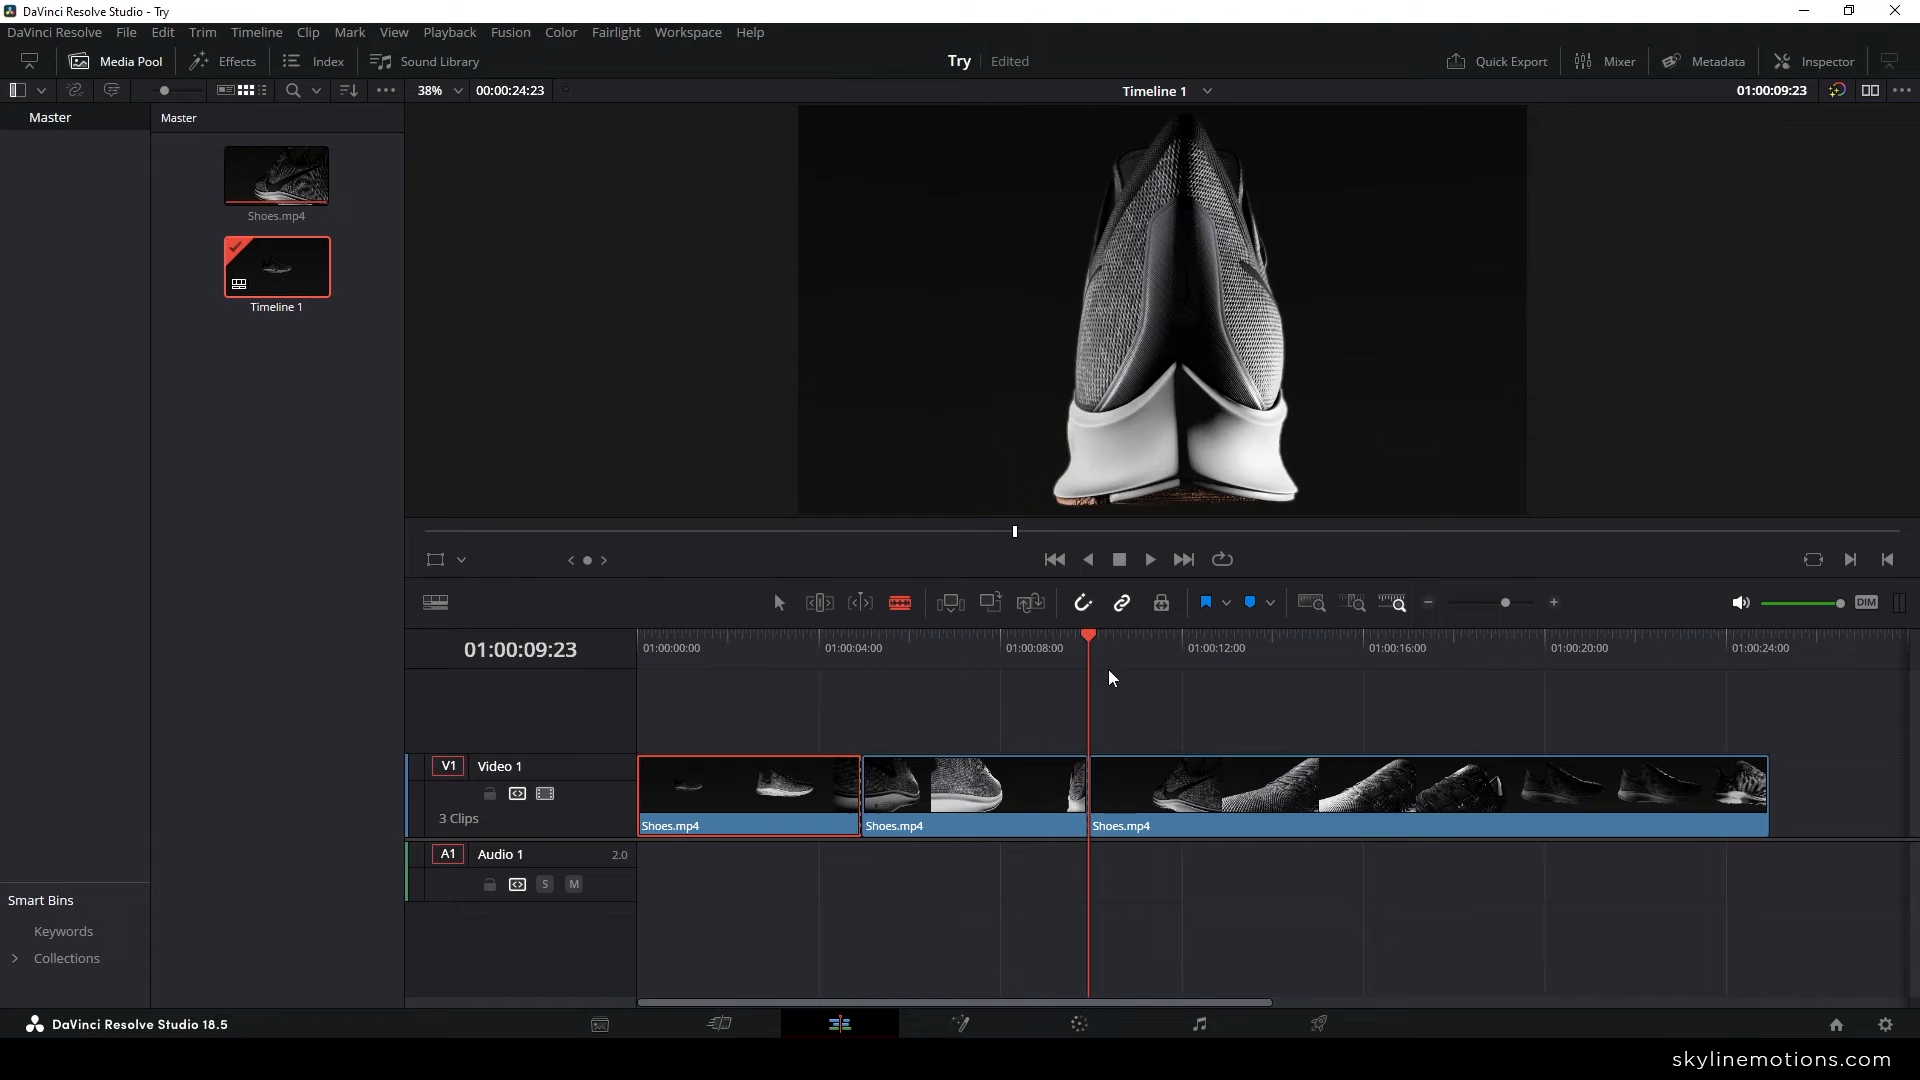 DaVinci Resolve Studio - Try
DaVinci Resolve File Edit Trim Timeline Clip Mark View Playback Fusion Color Fairlight Workspace Help
Media Pool Effects Index Sound Library Try Edited Quick Export Mixer Metadata Inspector
38% 00:00:24:23 Timeline 1 01:00:09:23
Master Master
Shoes.mp4
Timeline 1
DIM
01:00:09:23 01:00:00:00 01:00:04:00 01:00:08:00 01:00:12:00 01:00:16:00 01:00:20:00 01:00:24:00
V1 Video 1
3 Clips
Shoes.mp4 Shoes.mp4 Shoes.mp4
A1 Audio 1 2.0
S M
Smart Bins
Keywords
Collections
DaVinci Resolve Studio 18.5
skylinemotions.com